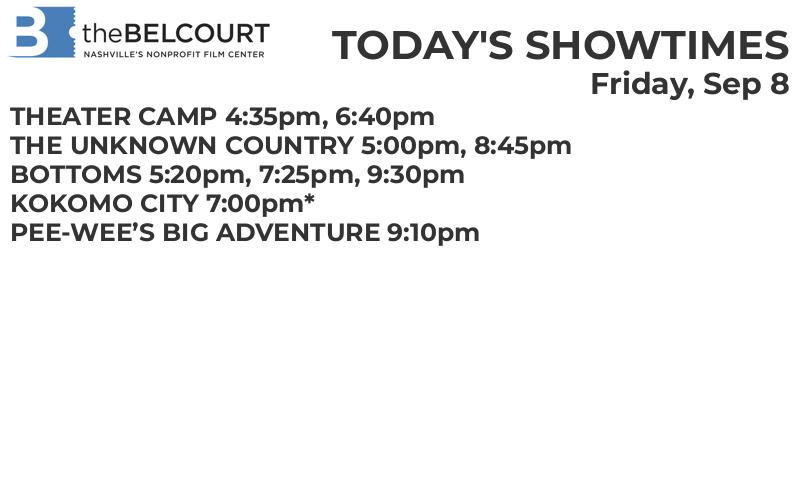 B theBELCOURT
NASHVILLE'S NONPROFIT FILM CENTER
TODAY'S SHOWTIMES
Friday, Sep 8
THEATER CAMP 4:35pm, 6:40pm
THE UNKNOWN COUNTRY 5:00pm, 8:45pm
BOTTOMS 5:20pm, 7:25pm, 9:30pm
KOKOMO CITY 7:00pm*
PEE-WEE’S BIG ADVENTURE 9:10pm